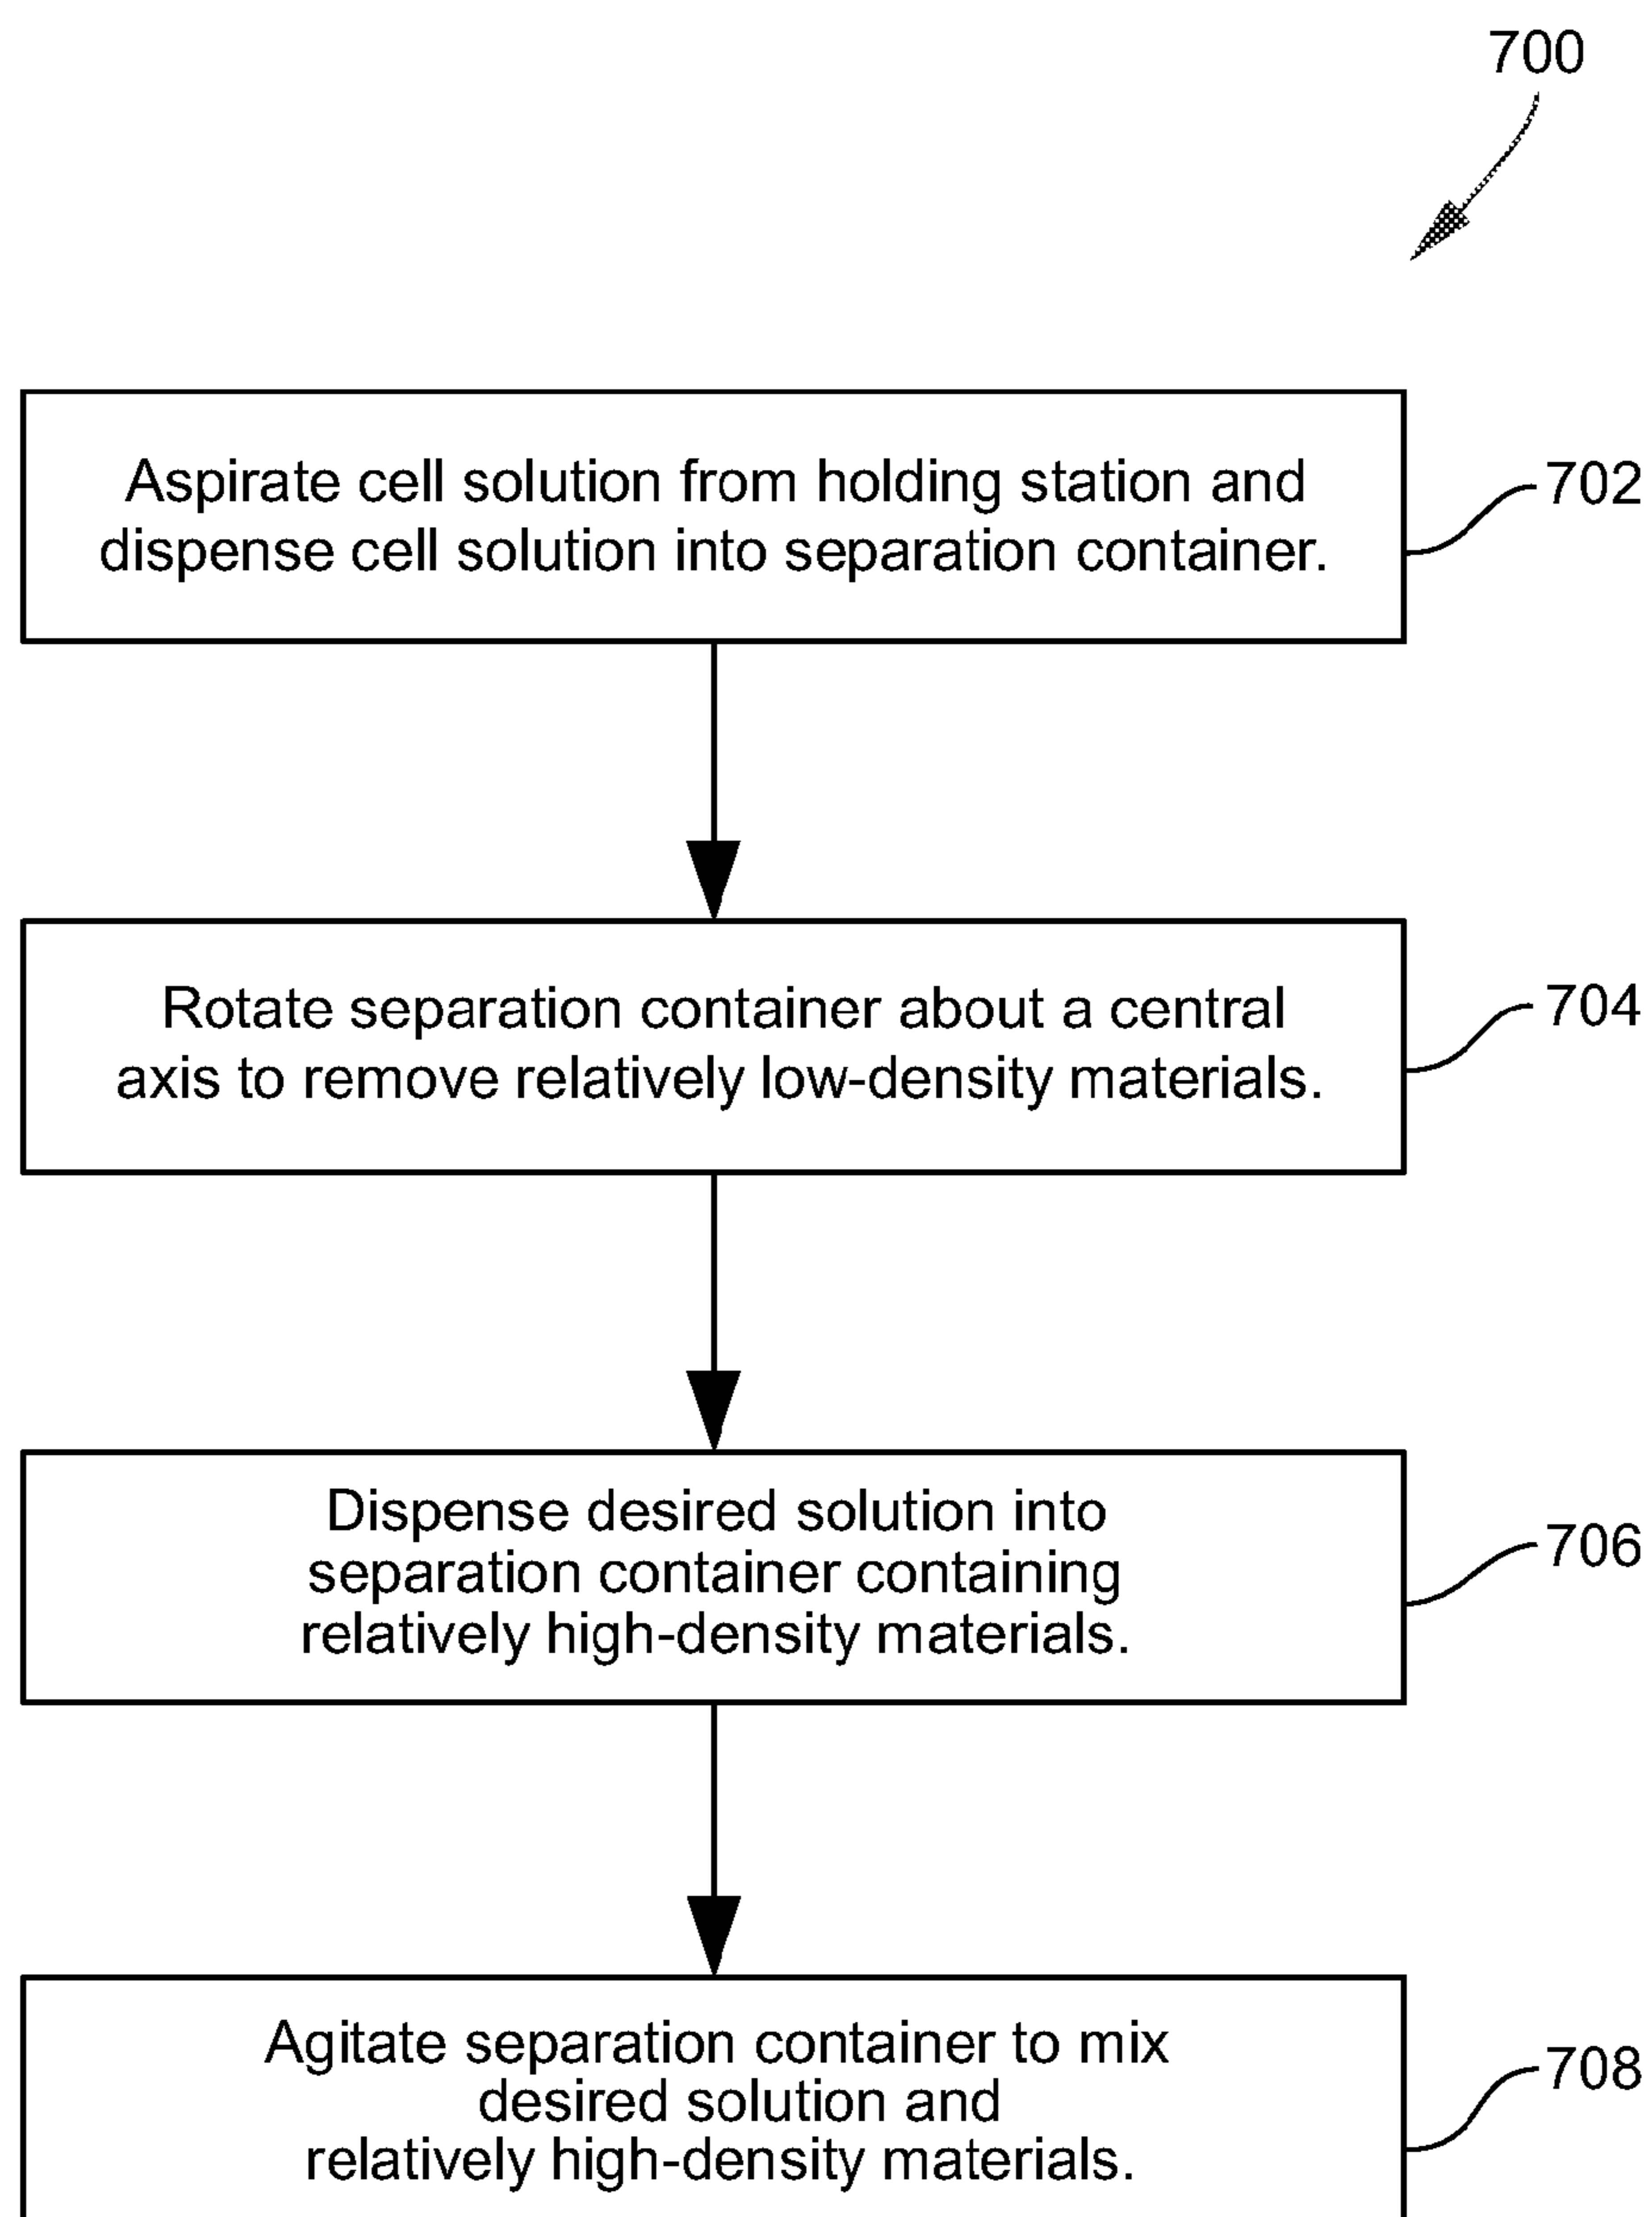 700
Aspirate cell solution from holding station and
dispense cell solution into separation container.
702
Rotate separation container about a central
axis to remove relatively low-density materials.
704
Dispense desired solution into
separation container containing
relatively high-density materials.
706
Agitate separation container to mix
desired solution and
relatively high-density materials.
708